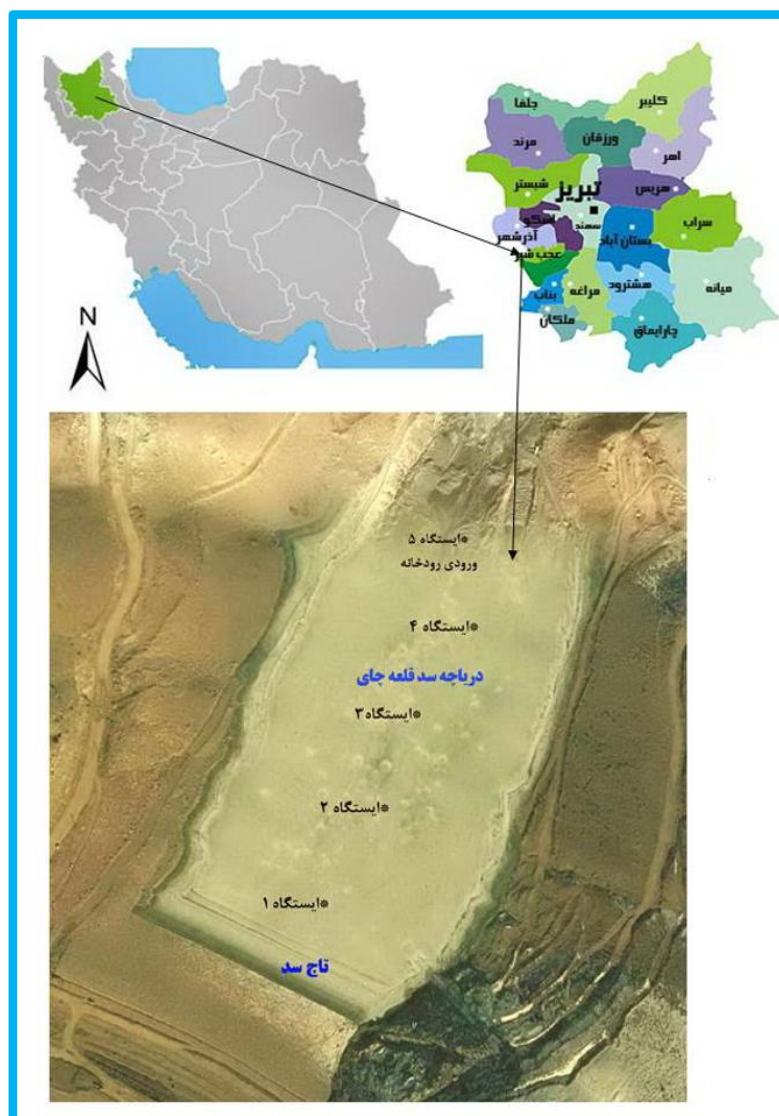 N
کلیبر
جلفا
ورزقان
مرند
اهر
هریس
شبستر
تبریز
سهند
اسکو
سراب
آذرشهر
بستان آباد
عجب شیر
هشترود
میانه
مراغه
بناب
ملکان
چاراویماق
*ایستگاه ۵
ورودی رودخانه
*ایستگاه ۴
دریاچه سد قلعه چای
*ایستگاه ۳
*ایستگاه ۲
*ایستگاه ۱
تاج سد